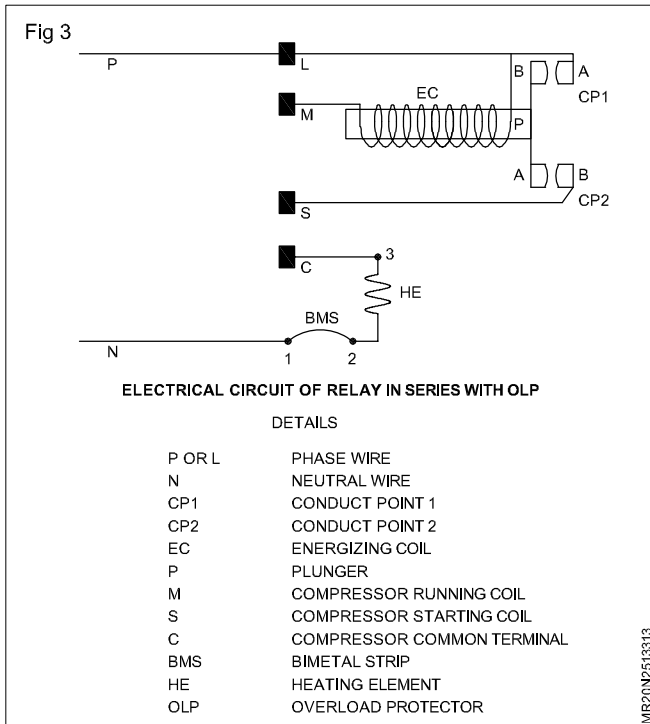 Fig 3
P
L
B
A
EC
CP1
M
P
A
B
CP2
S
C
3
HE
BMS
N
1
2
ELECTRICAL CIRCUIT OF RELAY IN SERIES WITH OLP
DETAILS
P OR L PHASE WIRE
N NEUTRAL WIRE
CP1 CONDUCT POINT 1
CP2 CONDUCT POINT 2
EC ENERGIZING COIL
P PLUNGER
M COMPRESSOR RUNNING COIL
S COMPRESSOR STARTING COIL
C COMPRESSOR COMMON TERMINAL
BMS BIMETAL STRIP
HE HEATING ELEMENT
OLP OVERLOAD PROTECTOR
MR20N2513313